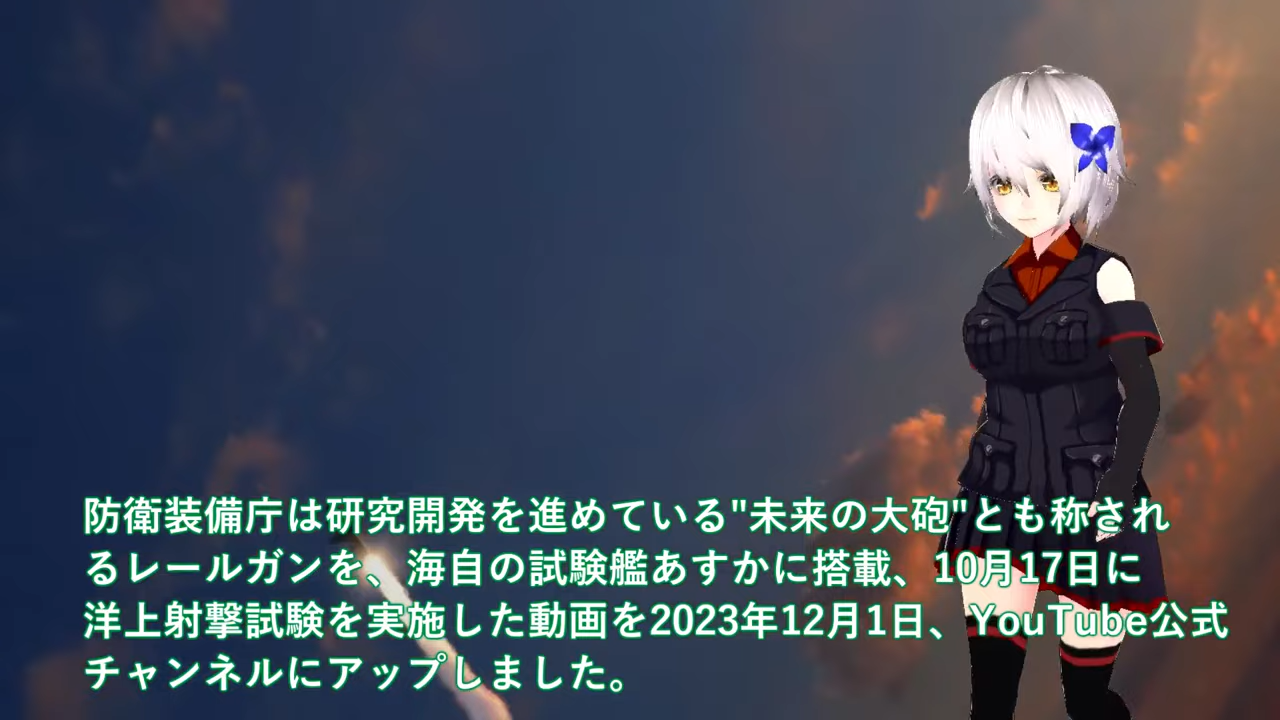 防衛装備庁は研究開発を進めている"未来の大砲"とも称され
るレールガンを、海自の試験艦あすかに搭載、10月17日に
洋上射撃試験を実施した動画を2023年12月1日、YouTube公式
チャンネルにアップしました。